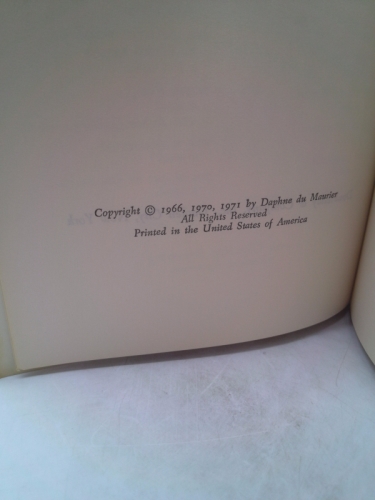 Copyright © 1966, 1970, 1971 by Daphne du Maurier
All Rights Reserved
Printed in the United States of America